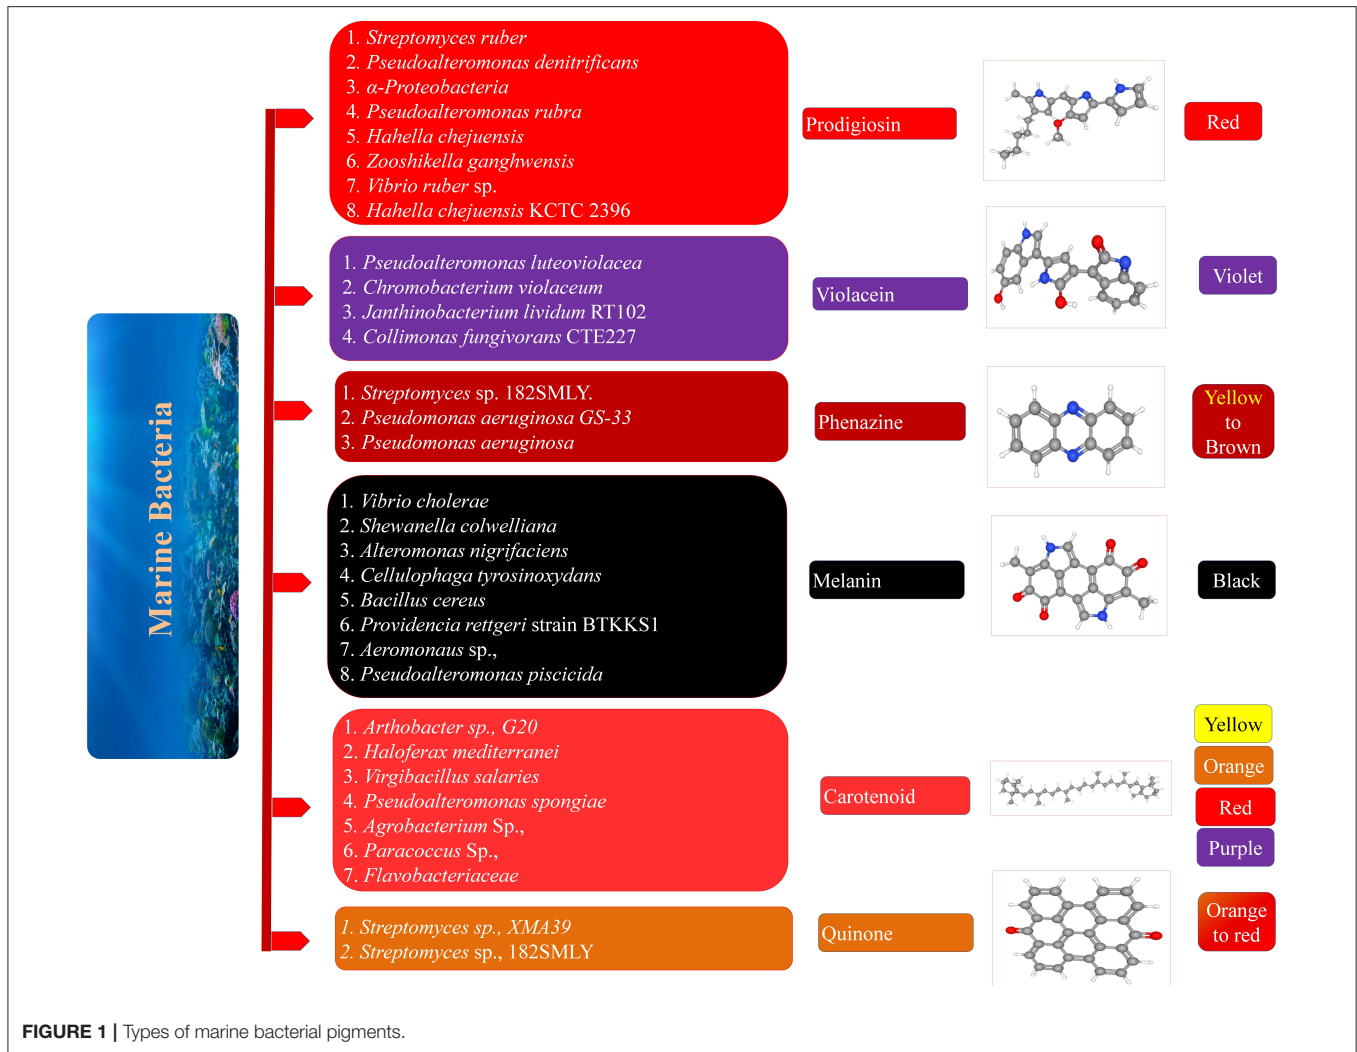 Marine Bacteria
1. Streptomyces ruber
2. Pseudoalteromonas denitrificans
3. α-Proteobacteria
4. Pseudoalteromonas rubra
5. Hahella chejuensis
6. Zooshikella ganghwensis
7. Vibrio ruber sp.
8. Hahella chejuensis KCTC 2396
Prodigiosin
Red
1. Pseudoalteromonas luteoviolacea
2. Chromobacterium violaceum
3. Janthinobacterium lividum RT102
4. Collimonas fungivorans CTE227
Violacein
Violet
1. Streptomyces sp. 182SMLY.
2. Pseudomonas aeruginosa GS-33
3. Pseudomonas aeruginosa
Phenazine
Yellow
to
Brown
1. Vibrio cholerae
2. Shewanella colwelliana
3. Alteromonas nigrifaciens
4. Cellulophaga tyrosinoxydans
5. Bacillus cereus
6. Providencia rettgeri strain BTKKS1
7. Aeromonaus sp.,
8. Pseudoalteromonas piscicida
Melanin
Black
1. Arthobacter sp., G20
2. Haloferax mediterranei
3. Virgibacillus salaries
4. Pseudoalteromonas spongiae
5. Agrobacterium Sp.,
6. Paracoccus Sp.,
7. Flavobacteriaceae
Carotenoid
Yellow
Orange
Red
Purple
1. Streptomyces sp., XMA39
2. Streptomyces sp., 182SMLY
Quinone
Orange
to red
FIGURE 1 | Types of marine bacterial pigments.